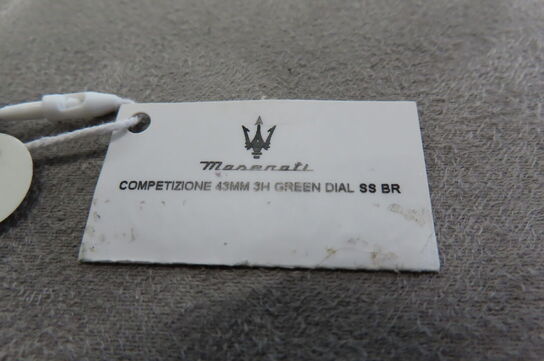 Maserati
COMPETIZIONE 43MM 3H GREEN DIAL SS BR